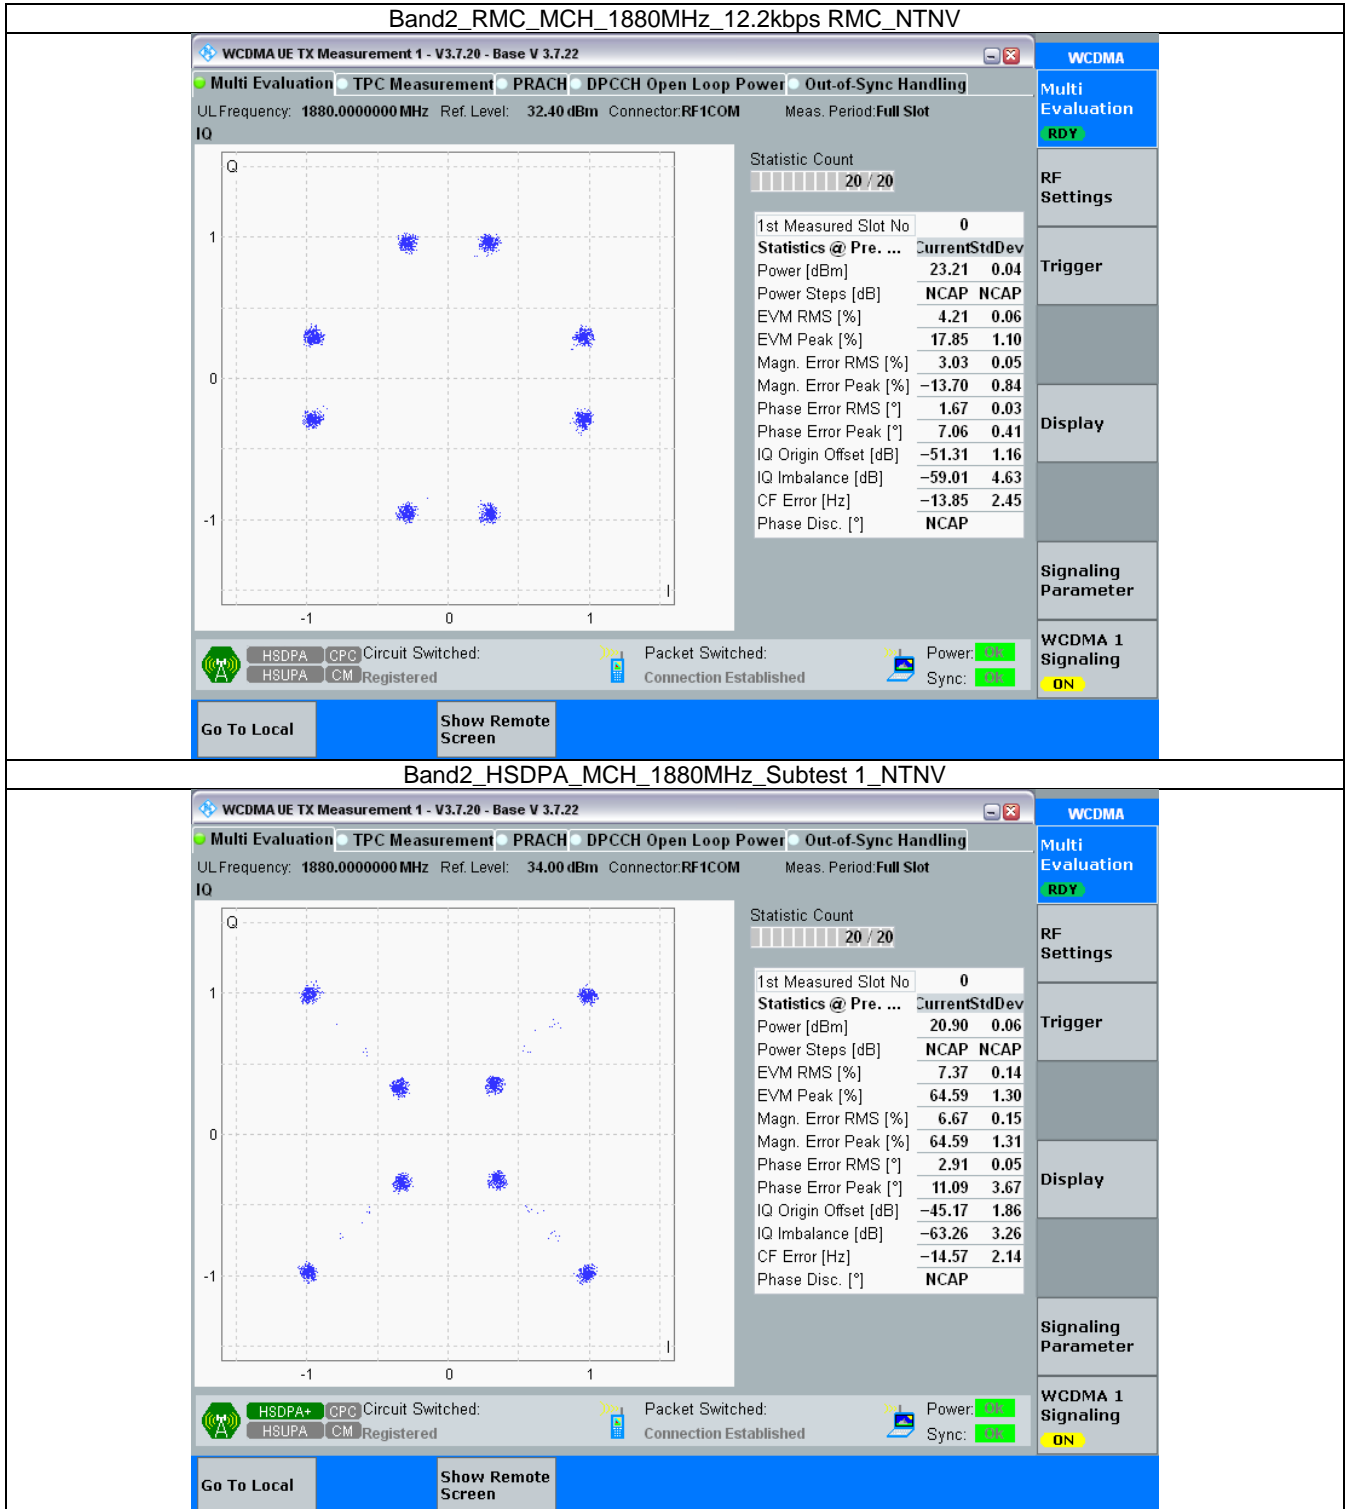 Band2_RMC_MCH_1880MHz_12.2kbps RMC_NTNV
WCDMA UE TX Measurement 1 - V3.7.20 - Base V 3.7.22
WCDMA
Multi Evaluation TPC Measurement PRACH DPCCH Open Loop Power Out-of-Sync Handling
Multi
Evaluation
RDY
UL Frequency: 1880.0000000 MHz Ref. Level: 32.40 dBm Connector:RF1COM Meas. Period:Full Slot
IQ
Q
1
0
-1
I
-1 0 1
Statistic Count
20 / 20
1st Measured Slot No 0
Statistics @ Pre. ... CurrentStdDev
Power [dBm] 23.21 0.04
Power Steps [dB] NCAP NCAP
EVM RMS [%] 4.21 0.06
EVM Peak [%] 17.85 1.10
Magn. Error RMS [%] 3.03 0.05
Magn. Error Peak [%] −13.70 0.84
Phase Error RMS [°] 1.67 0.03
Phase Error Peak [°] 7.06 0.41
IQ Origin Offset [dB] −51.31 1.16
IQ Imbalance [dB] −59.01 4.63
CF Error [Hz] −13.85 2.45
Phase Disc. [°] NCAP
RF
Settings
Trigger
Display
Signaling
Parameter
WCDMA 1
Signaling
ON
HSDPA CPC Circuit Switched: Packet Switched: Power: Ok
HSUPA CM Registered Connection Established Sync: Ok
Go To Local
Show Remote
Screen
Band2_HSDPA_MCH_1880MHz_Subtest 1_NTNV
WCDMA UE TX Measurement 1 - V3.7.20 - Base V 3.7.22
WCDMA
Multi Evaluation TPC Measurement PRACH DPCCH Open Loop Power Out-of-Sync Handling
Multi
Evaluation
RDY
UL Frequency: 1880.0000000 MHz Ref. Level: 34.00 dBm Connector:RF1COM Meas. Period:Full Slot
IQ
Q
1
0
-1
I
-1 0 1
Statistic Count
20 / 20
1st Measured Slot No 0
Statistics @ Pre. ... CurrentStdDev
Power [dBm] 20.90 0.06
Power Steps [dB] NCAP NCAP
EVM RMS [%] 7.37 0.14
EVM Peak [%] 64.59 1.30
Magn. Error RMS [%] 6.67 0.15
Magn. Error Peak [%] 64.59 1.31
Phase Error RMS [°] 2.91 0.05
Phase Error Peak [°] 11.09 3.67
IQ Origin Offset [dB] −45.17 1.86
IQ Imbalance [dB] −63.26 3.26
CF Error [Hz] −14.57 2.14
Phase Disc. [°] NCAP
RF
Settings
Trigger
Display
Signaling
Parameter
WCDMA 1
Signaling
ON
HSDPA+ CPC Circuit Switched: Packet Switched: Power: Ok
HSUPA CM Registered Connection Established Sync: Ok
Go To Local
Show Remote
Screen